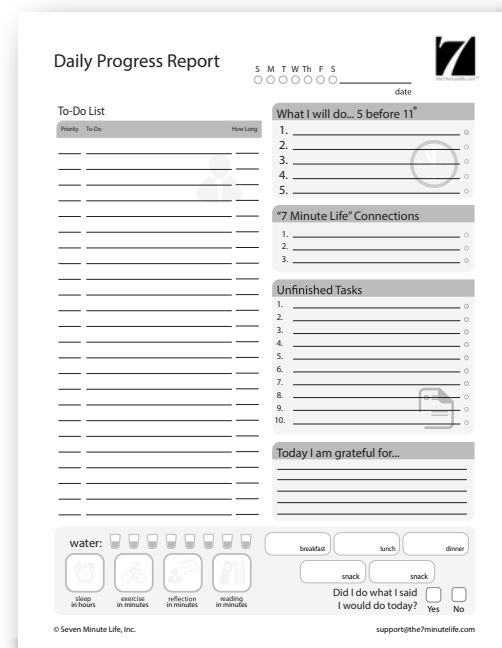 Daily Progress Report
S M T W Th F S
date
7
To-Do List
Priority To-Do How Long
What I will do... 5 before 11®
1.
2.
3.
4.
5.
"7 Minute Life" Connections
1.
2.
3.
Unfinished Tasks
1.
2.
3.
4.
5.
6.
7.
8.
9.
10.
Today I am grateful for...
water:
breakfast lunch dinner
snack snack
sleep
in hours
exercise
in minutes
reflection
in minutes
reading
in minutes
Did I do what I said
I would do today?
Yes No
© Seven Minute Life, Inc. support@the7minutelife.com